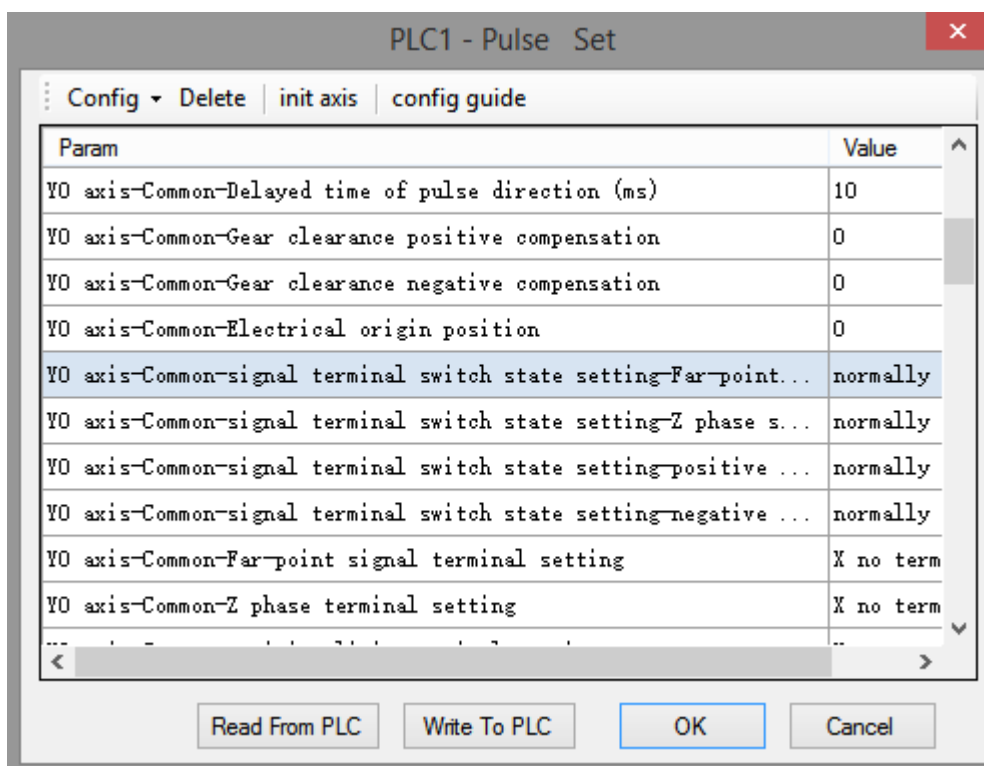 PLC1 - Pulse Set
Config Delete init axis config guide
Param Value
Y0 axis-Common-Delayed time of pulse direction (ms) 10
Y0 axis-Common-Gear clearance positive compensation 0
Y0 axis-Common-Gear clearance negative compensation 0
Y0 axis-Common-Electrical origin position 0
Y0 axis-Common-signal terminal switch state setting-Far-point... normally
Y0 axis-Common-signal terminal switch state setting-Z phase s... normally
Y0 axis-Common-signal terminal switch state setting-positive ... normally
Y0 axis-Common-signal terminal switch state setting-negative ... normally
Y0 axis-Common-Far-point signal terminal setting X no term
Y0 axis-Common-Z phase terminal setting X no term
Read From PLC Write To PLC OK Cancel